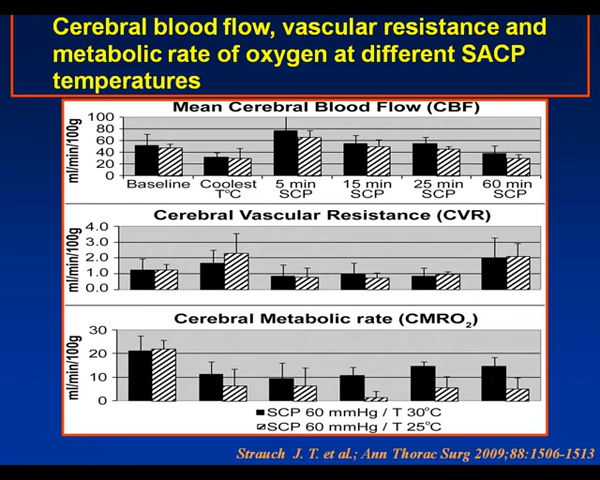 Cerebral blood flow, vascular resistance and
metabolic rate of oxygen at different SACP
temperatures
Mean Cerebral Blood Flow (CBF)
ml/min/100g
100
80
60
40
20
0
Baseline Coolest 5 min 15 min 25 min 60 min
T°C SCP SCP SCP SCP
Cerebral Vascular Resistance (CVR)
ml/min/100g
4.0
3.0
2.0
1.0
0.0
Cerebral Metabolic rate (CMRO₂)
ml/min/100g
30
20
10
0
SCP 60 mmHg / T 30°C
SCP 60 mmHg / T 25°C
Strauch J. T. et al.; Ann Thorac Surg 2009;88:1506-1513